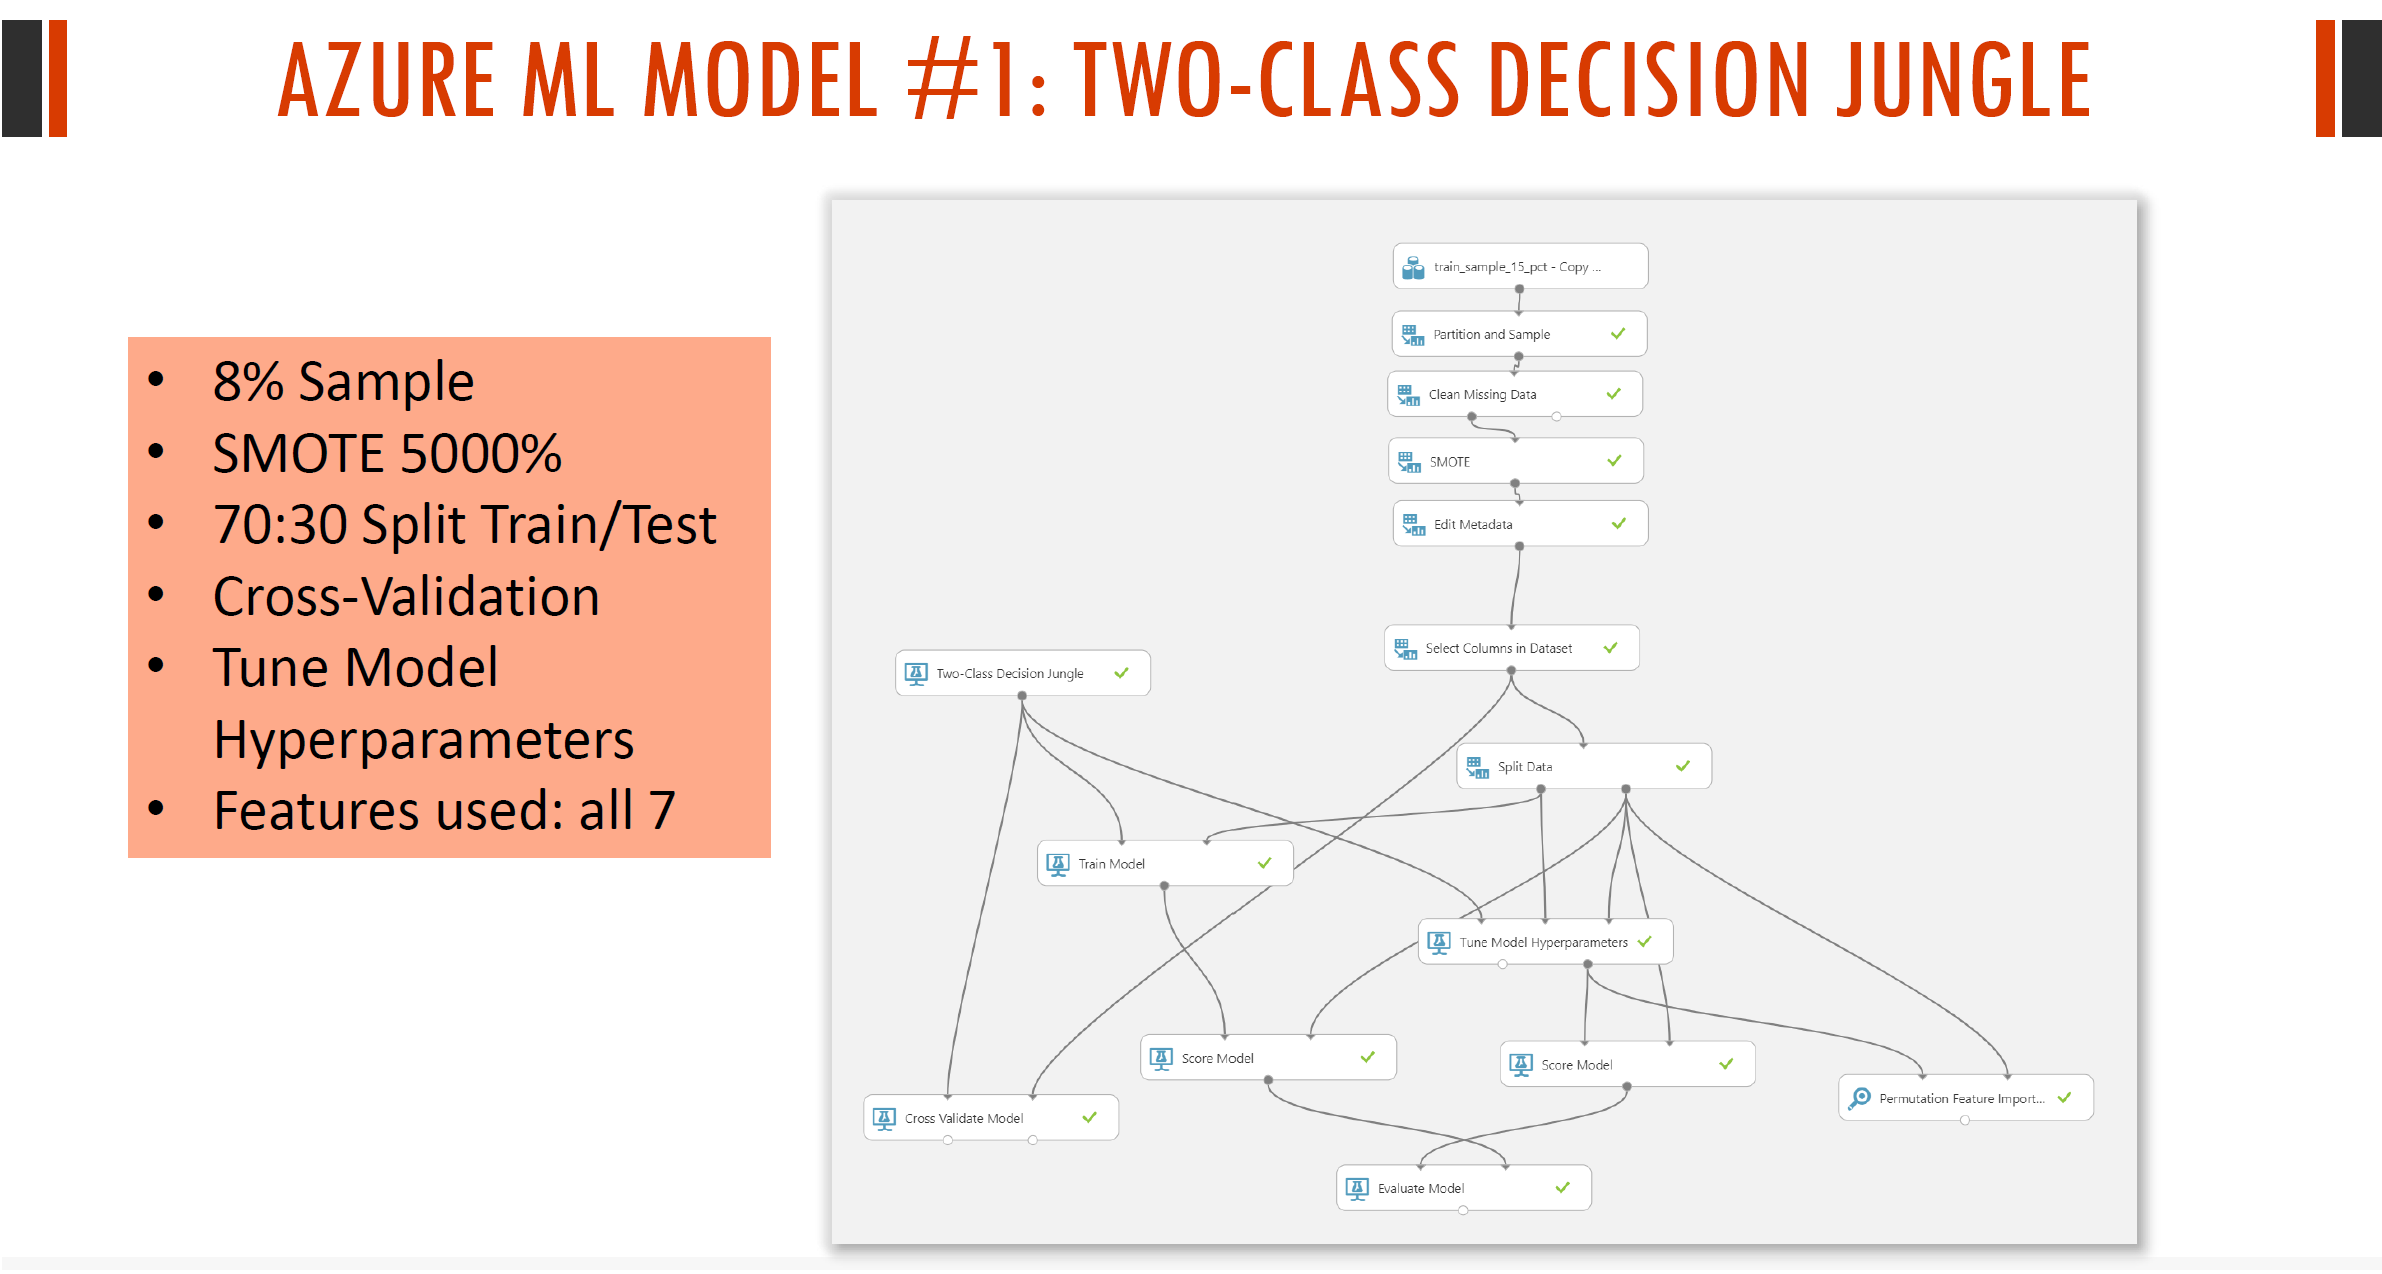 AZURE ML MODEL #1: TWO-CLASS DECISION JUNGLE
• 8% Sample
• SMOTE 5000%
• 70:30 Split Train/Test
• Cross-Validation
• Tune Model
Hyperparameters
• Features used: all 7
train_sample_15_pct - Copy ...
Partition and Sample
Clean Missing Data
SMOTE
Edit Metadata
Select Columns in Dataset
Two-Class Decision Jungle
Split Data
Train Model
Tune Model Hyperparameters
Score Model
Score Model
Permutation Feature Import...
Cross Validate Model
Evaluate Model